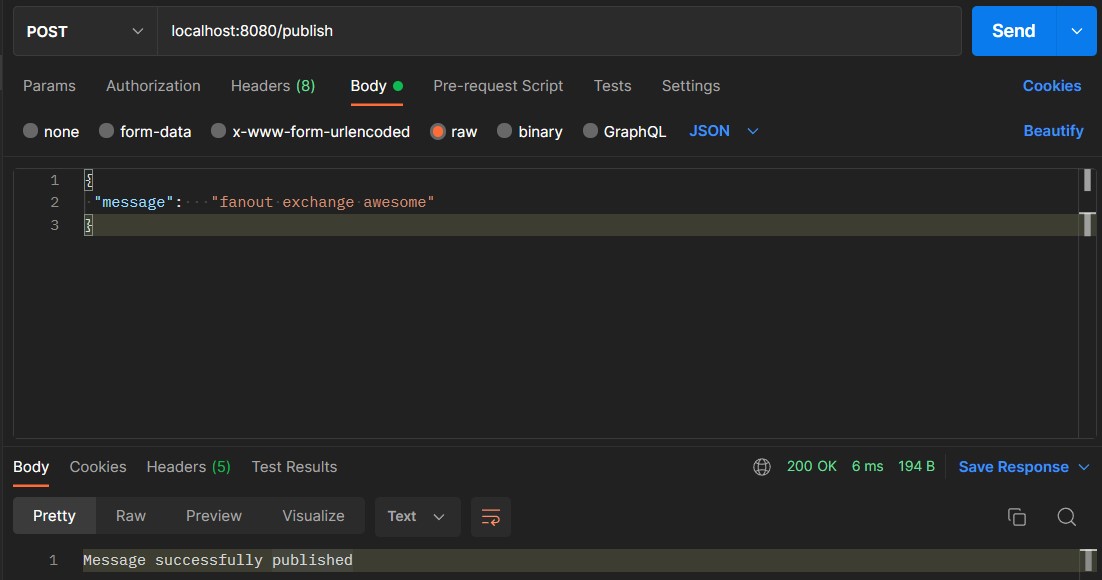 POST localhost:8080/publish Send
Params Authorization Headers (8) Body Pre-request Script Tests Settings Cookies
none form-data x-www-form-urlencoded raw binary GraphQL JSON Beautify
1 {
2 "message": "fanout exchange awesome"
3 }
Body Cookies Headers (5) Test Results 200 OK 6 ms 194 B Save Response
Pretty Raw Preview Visualize Text
1 Message successfully published